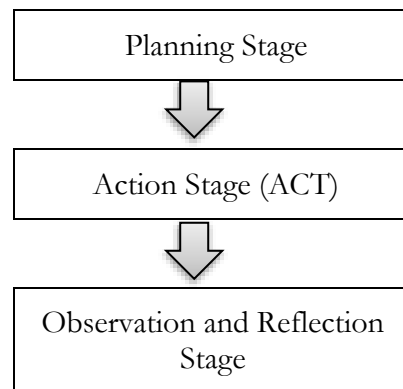 Planning Stage
Action Stage (ACT)
Observation and Reflection
Stage